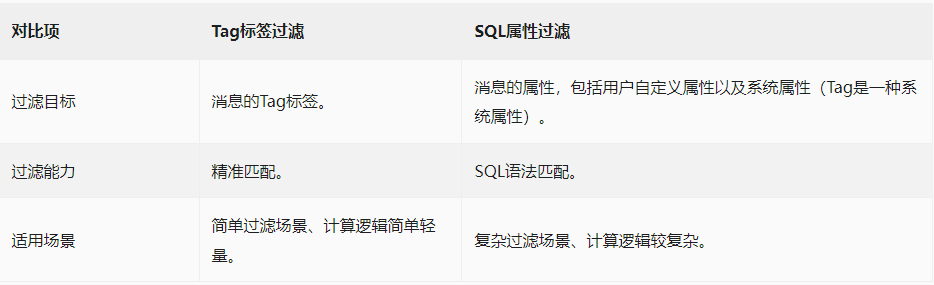 对比项 Tag标签过滤 SQL属性过滤
过滤目标 消息的Tag标签。 消息的属性，包括用户自定义属性以及系统属性（Tag是一种系
统属性）。
过滤能力 精准匹配。 SQL语法匹配。
适用场景 简单过滤场景、计算逻辑简单轻
量。 复杂过滤场景、计算逻辑较复杂。